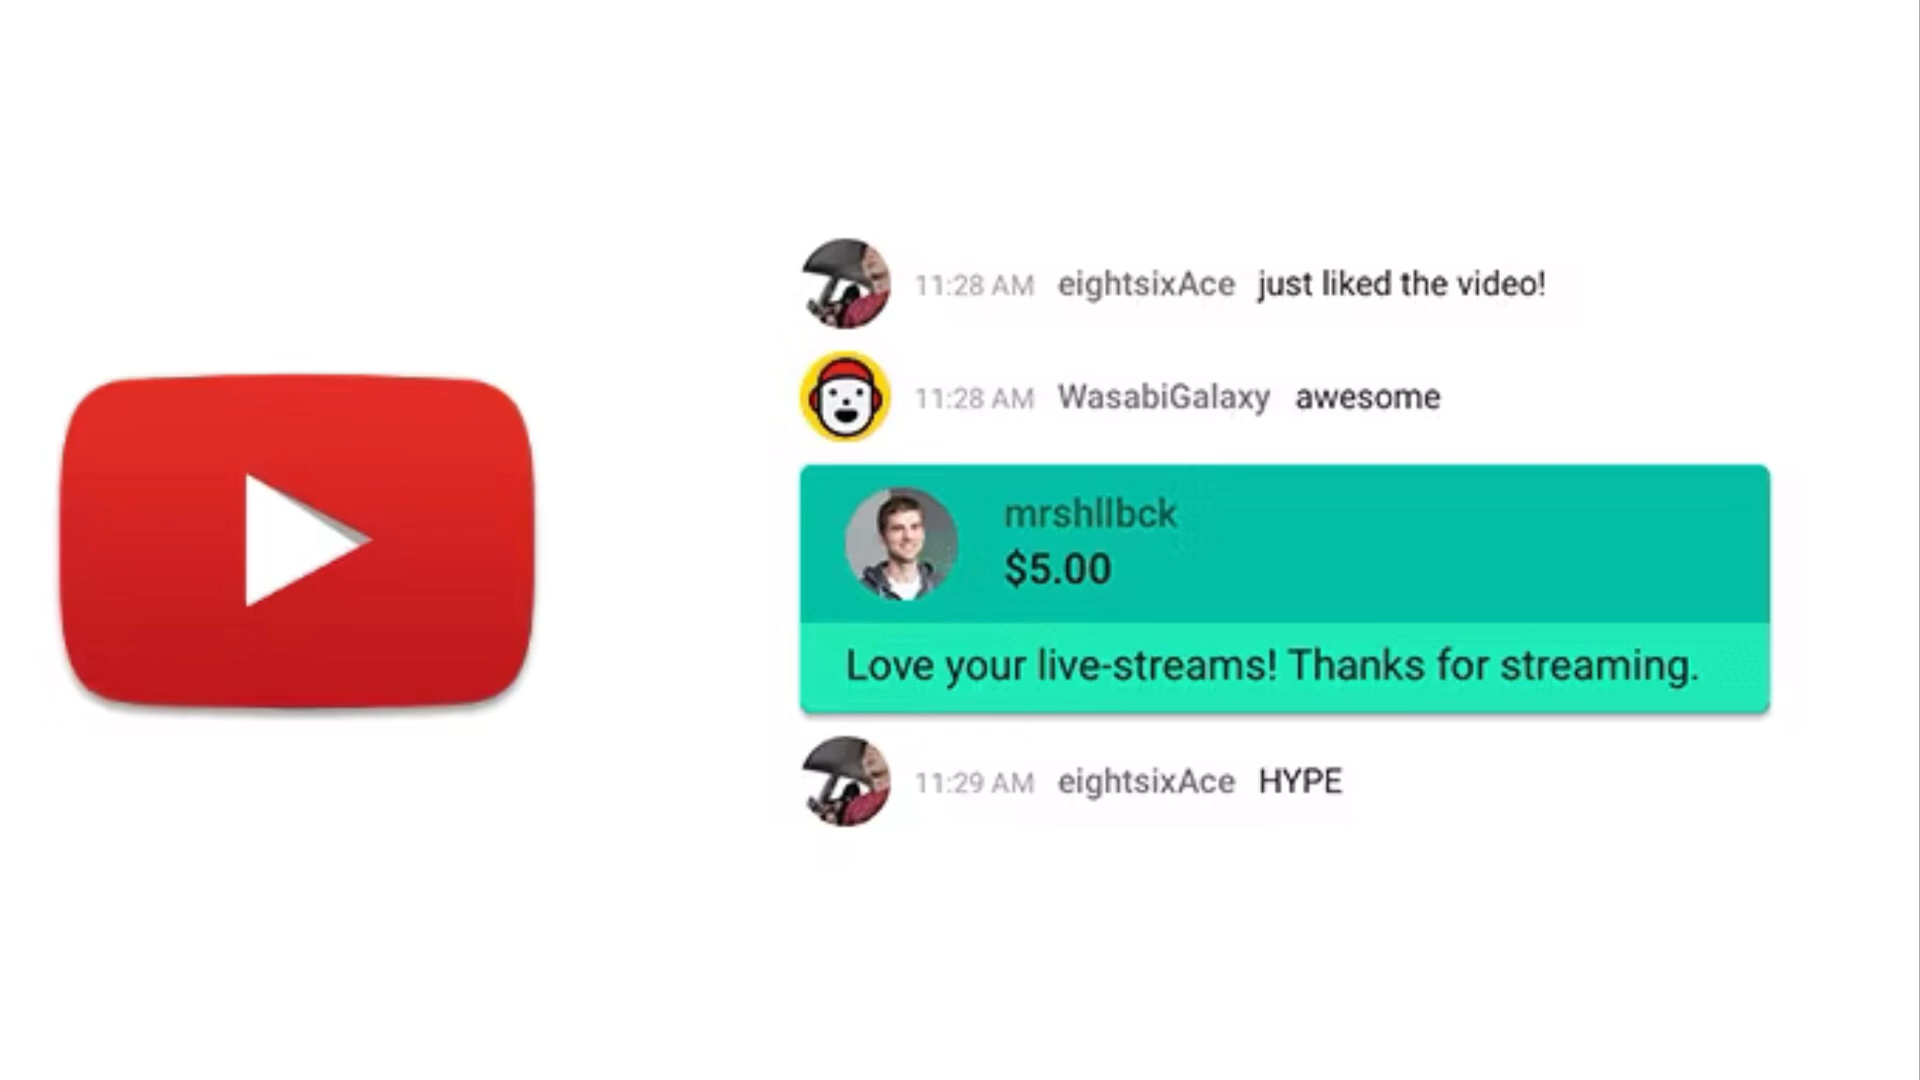 11:28 AM eightsixAce just liked the video!
11:28 AM WasabiGalaxy awesome
mrshllbck
$5.00
Love your live-streams! Thanks for streaming.
11:29 AM eightsixAce HYPE